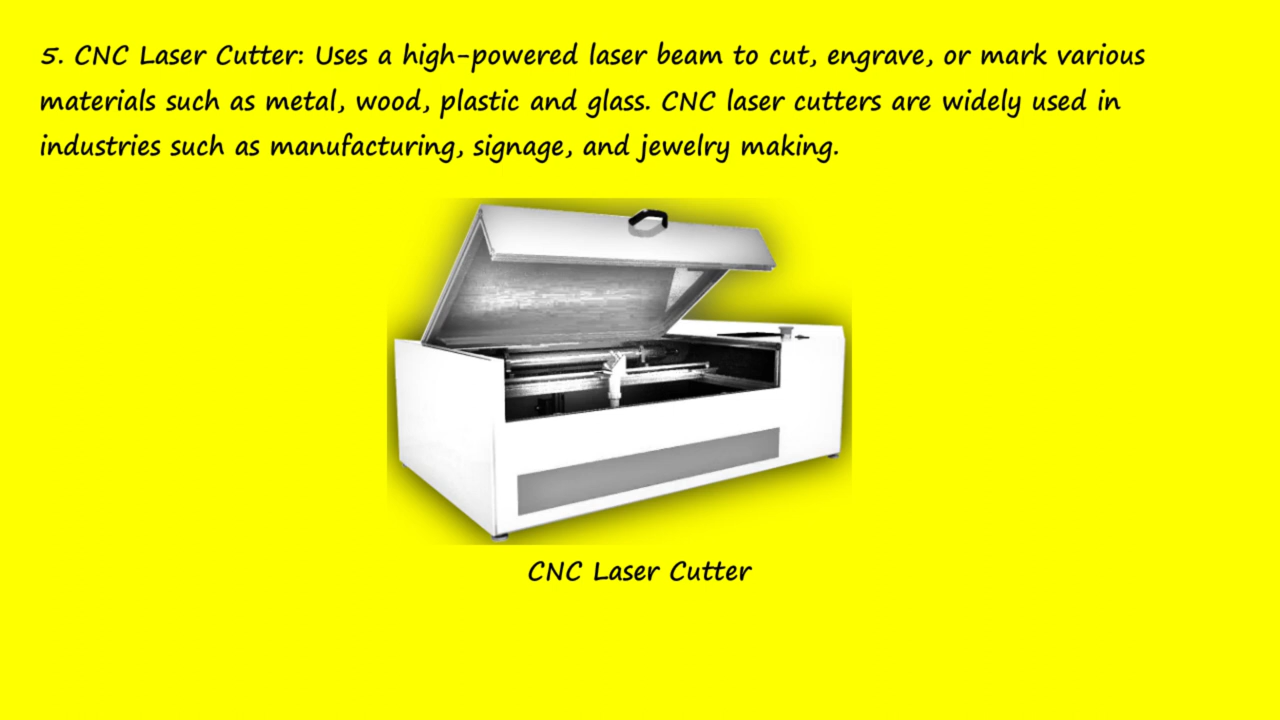 5. CNC Laser Cutter: Uses a high-powered laser beam to cut, engrave, or mark various
materials such as metal, wood, plastic and glass. CNC laser cutters are widely used in
industries such as manufacturing, signage, and jewelry making.
CNC Laser Cutter